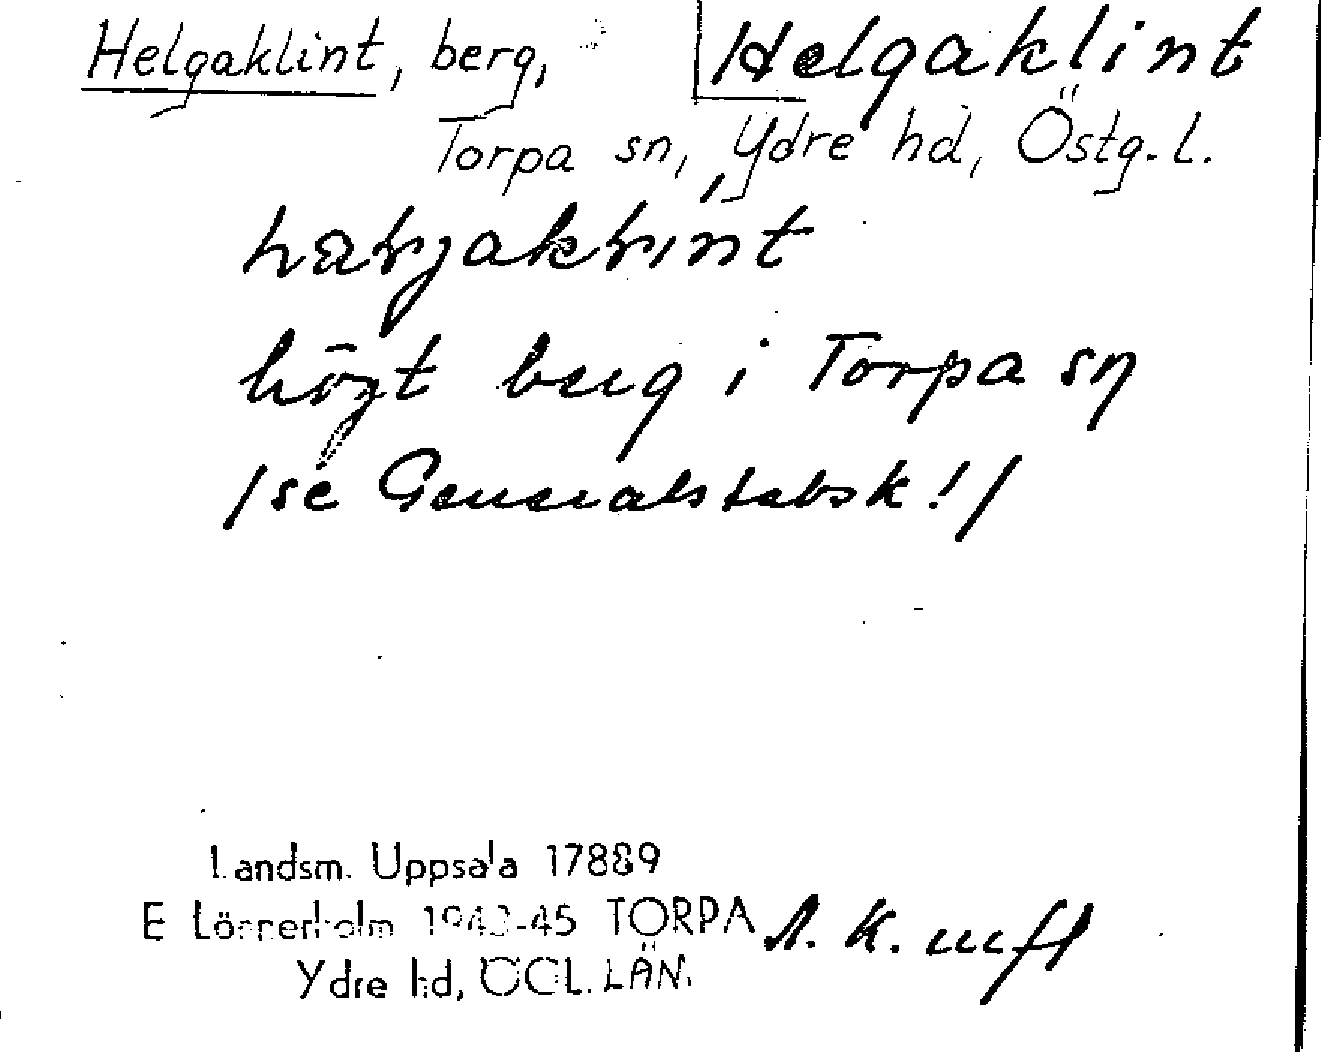 Helgaklint, berg,
Helgaklint
Torpa sn, Ydre hd, Östg. l.
högt berg i Torpa sn
/se Generalstabsk!/
Landsm. Uppsala 17889
E Lönnerholm 1943-45 TORPA
Ydre hd, ÖGL. LÄN.